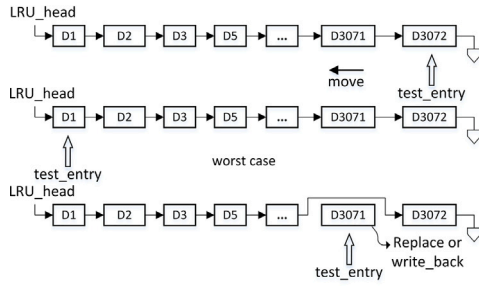 LRU_head
D1 D2 D3 D5 ... D3071 D3072
move
test_entry
LRU_head
D1 D2 D3 D5 ... D3071 D3072
test_entry
worst case
LRU_head
D1 D2 D3 D5 ... D3071 D3072
Replace or
write_back
test_entry